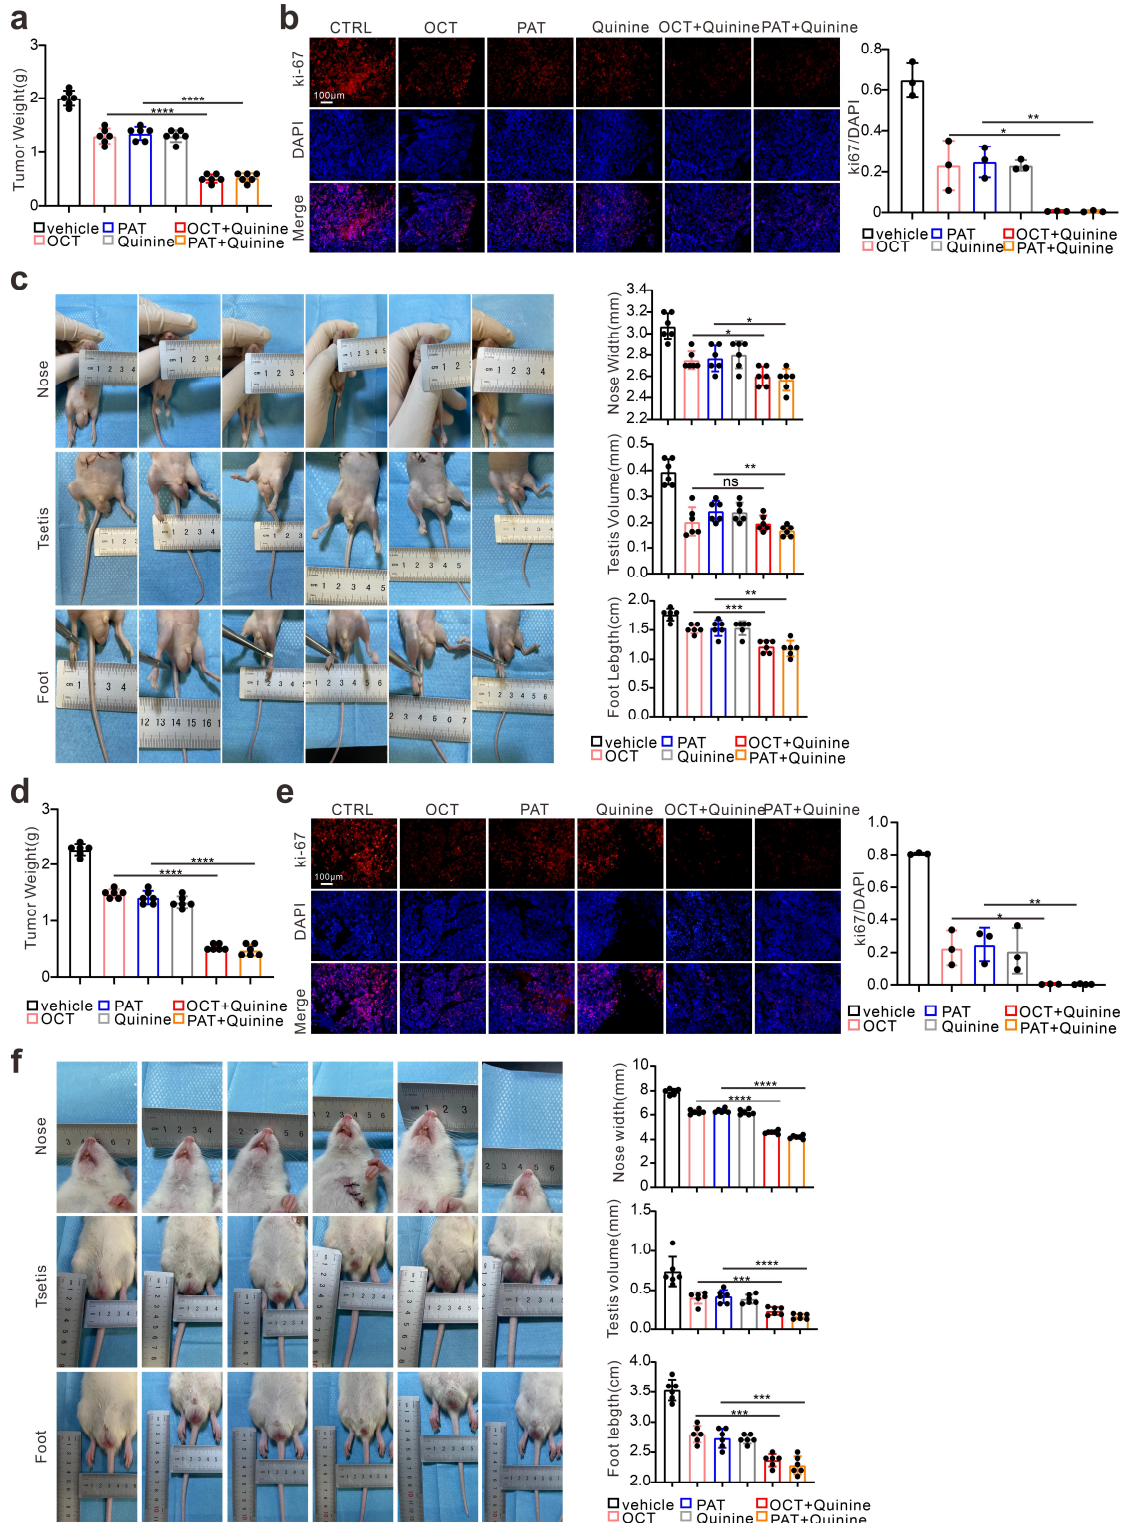 a
Tumor Weight(g)
3
2
1
0
****
****
vehicle PAT OCT+Quinine
OCT Quinine PAT+Quinine
b
CTRL OCT PAT Quinine OCT+Quinine PAT+Quinine
ki-67
100μm
DAPI
Merge
ki67/DAPI
0.8
0.6
0.4
0.2
0
*
**
vehicle PAT OCT+Quinine
OCT Quinine PAT+Quinine
c
Nose
Tsetis
Foot
Nose Width(mm)
3.4
3.2
3.0
2.8
2.6
2.4
2.2
*
*
Testis Volume(mm)
0.5
0.4
0.3
0.2
0.1
0.0
**
ns
Foot Lebgth(cm)
2.0
1.5
1.0
0.5
0.0
**
***
vehicle PAT OCT+Quinine
OCT Quinine PAT+Quinine
d
Tumor Weight(g)
3
2
1
0
****
****
vehicle PAT OCT+Quinine
OCT Quinine PAT+Quinine
e
CTRL OCT PAT Quinine OCT+Quinine PAT+Quinine
ki-67
100μm
DAPI
Merge
ki67/DAPI
1.0
0.8
0.6
0.4
0.2
0.0
**
*
vehicle PAT OCT+Quinine
OCT Quinine PAT+Quinine
f
Nose
Tsetis
Foot
Nose width(mm)
10
8
6
4
2
0
****
****
Testis volume(mm)
1.5
1.0
0.5
0.0
****
***
Foot lebgth(cm)
4.0
3.5
3.0
2.5
2.0
***
***
vehicle PAT OCT+Quinine
OCT Quinine PAT+Quinine